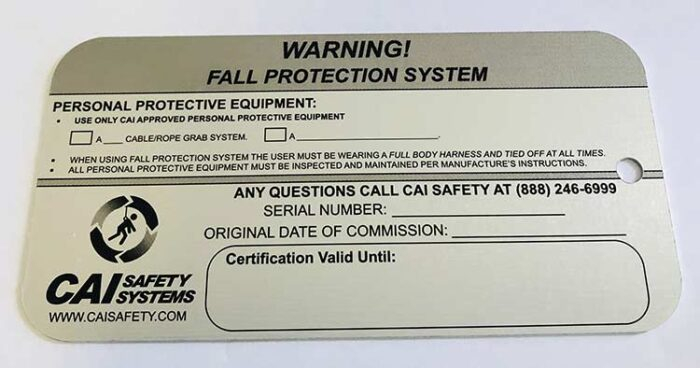 WARNING!
FALL PROTECTION SYSTEM
PERSONAL PROTECTIVE EQUIPMENT:
• USE ONLY CAI APPROVED PERSONAL PROTECTIVE EQUIPMENT
A___ CABLE/ROPE GRAB SYSTEM. A____________________.
• WHEN USING FALL PROTECTION SYSTEM THE USER MUST BE WEARING A FULL BODY HARNESS AND TIED OFF AT ALL TIMES.
• ALL PERSONAL PROTECTIVE EQUIPMENT MUST BE INSPECTED AND MAINTAINED PER MANUFACTURE'S INSTRUCTIONS.
ANY QUESTIONS CALL CAI SAFETY AT (888) 246-6999
SERIAL NUMBER: ____________________
ORIGINAL DATE OF COMMISSION: ____________________
Certification Valid Until:
CAI SAFETY SYSTEMS
WWW.CAISAFETY.COM